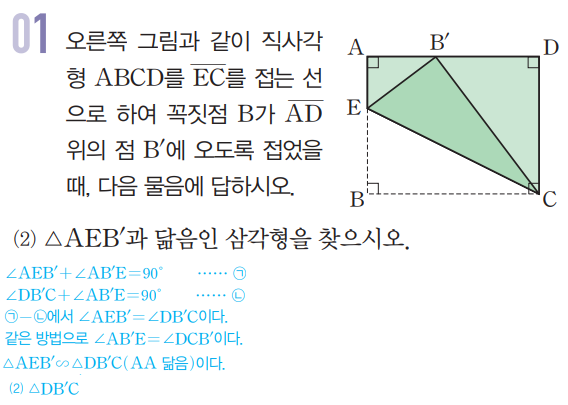 01
오른쪽 그림과 같이 직사각
형 ABCD를 \overline{EC}를 접는 선
으로 하여 꼭짓점 B가 \overline{AD}
위의 점 B′에 오도록 접었을
때, 다음 물음에 답하시오.
A B′ D
E
B C
(2) △AEB′과 닮음인 삼각형을 찾으시오.
∠AEB′+∠AB′E=90° ⋯⋯ ㉠
∠DB′C+∠AB′E=90° ⋯⋯ ㉡
㉠-㉡에서 ∠AEB′=∠DB′C이다.
같은 방법으로 ∠AB′E=∠DCB′이다.
△AEB′∽△DB′C(AA 닮음)이다.
(2) △DB′C